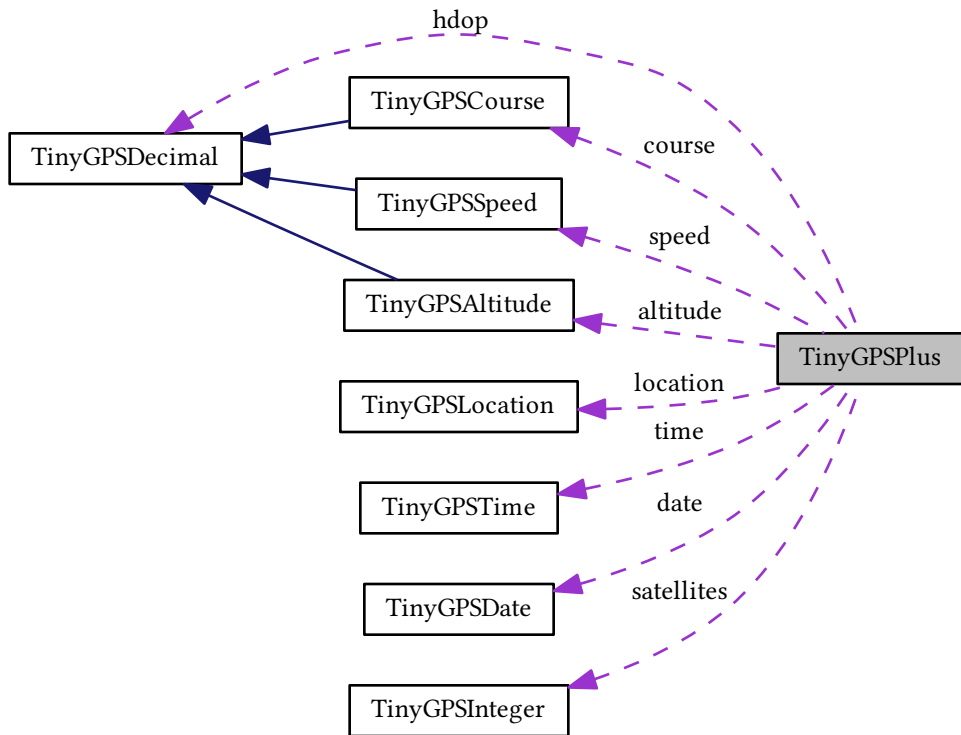 hdop
TinyGPSCourse
TinyGPSDecimal
course
TinyGPSSpeed
speed
TinyGPSAltitude
altitude
TinyGPSPlus
TinyGPSLocation
location
time
TinyGPSTime
date
TinyGPSDate
satellites
TinyGPSInteger